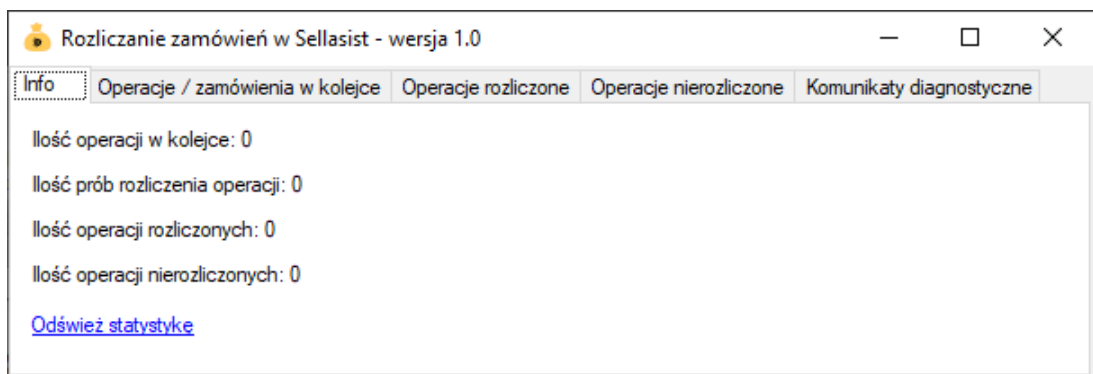 Rozliczanie zamówień w Sellasist - wersja 1.0
Info Operacje / zamówienia w kolejce Operacje rozliczone Operacje nierozliczone Komunikaty diagnostyczne
Ilość operacji w kolejce: 0
Ilość prób rozliczenia operacji: 0
Ilość operacji rozliczonych: 0
Ilość operacji nierozliczonych: 0
Odśwież statystykę